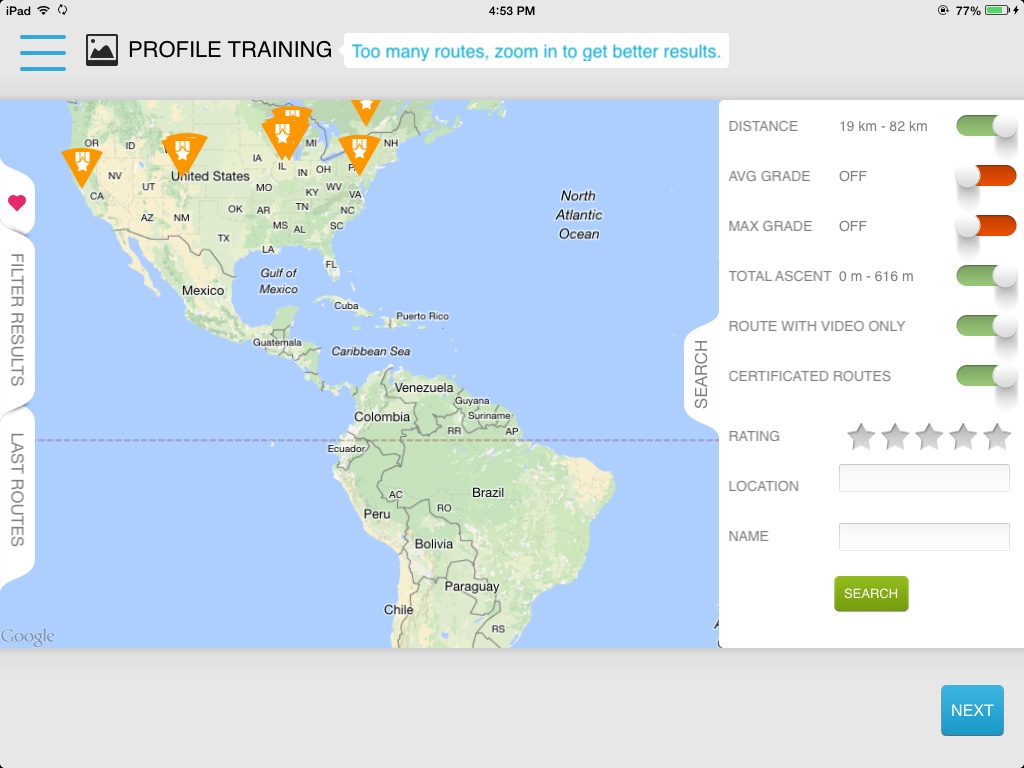 iPad
4:53 PM
77%
PROFILE TRAINING
Too many routes, zoom in to get better results.
OR
ID
IA
MI
NH
NV
UT
United States
IL
IN
OH
CA
MO
KY
WV
VA
AZ
NM
OK
AR
TN
NC
TX
MS
AL
SC
LA
FL
Gulf of
Mexico
Mexico
North
Atlantic
Ocean
Cuba
Puerto Rico
Guatemala
Caribbean Sea
Venezuela
Guyana
Suriname
Colombia
RR
AP
Ecuador
AC
Brazil
RO
Peru
Bolivia
Paraguay
Chile
RS
Google
FILTER RESULTS
LAST ROUTES
SEARCH
DISTANCE 19 km - 82 km
AVG GRADE OFF
MAX GRADE OFF
TOTAL ASCENT 0 m - 616 m
ROUTE WITH VIDEO ONLY
CERTIFICATED ROUTES
RATING
LOCATION
NAME
SEARCH
NEXT